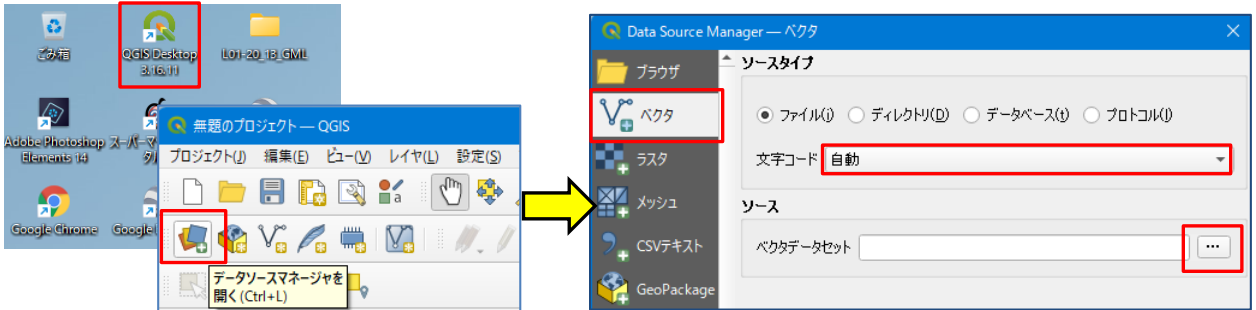 ごみ箱
QGIS Desktop
3.16.11
L01-20_13_GML
Adobe Photoshop
Elements 14
Google Chrome
Google
無題のプロジェクト — QGIS
プロジェクト(J) 編集(E) ビュー(V) レイヤ(L) 設定(S)
データソースマネージャを
開く(Ctrl+L)
Data Source Manager — ベクタ
ブラウザ
ベクタ
ラスタ
メッシュ
CSVテキスト
GeoPackage
ソースタイプ
ファイル(i) ディレクトリ(D) データベース(t) プロトコル(l)
文字コード 自動
ソース
ベクタデータセット ...